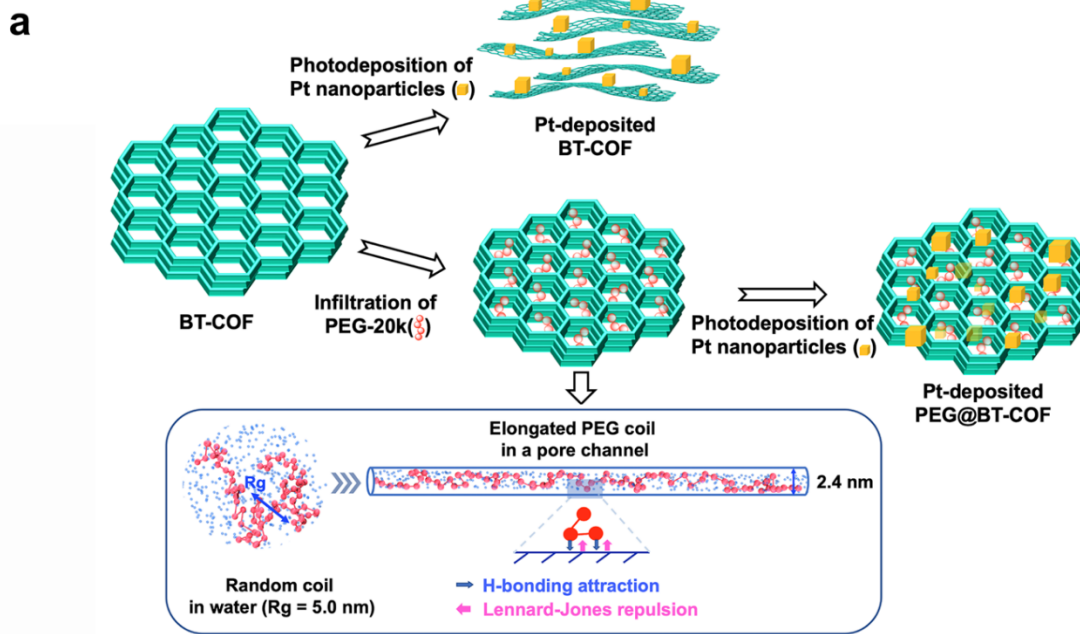 a
Photodeposition of
Pt nanoparticles ( )
Pt-deposited
BT-COF
BT-COF
Infiltration of
PEG-20k( )
Photodeposition of
Pt nanoparticles ( )
Pt-deposited
PEG@BT-COF
Elongated PEG coil
in a pore channel
Rg
2.4 nm
Random coil
in water (Rg = 5.0 nm)
H-bonding attraction
Lennard-Jones repulsion